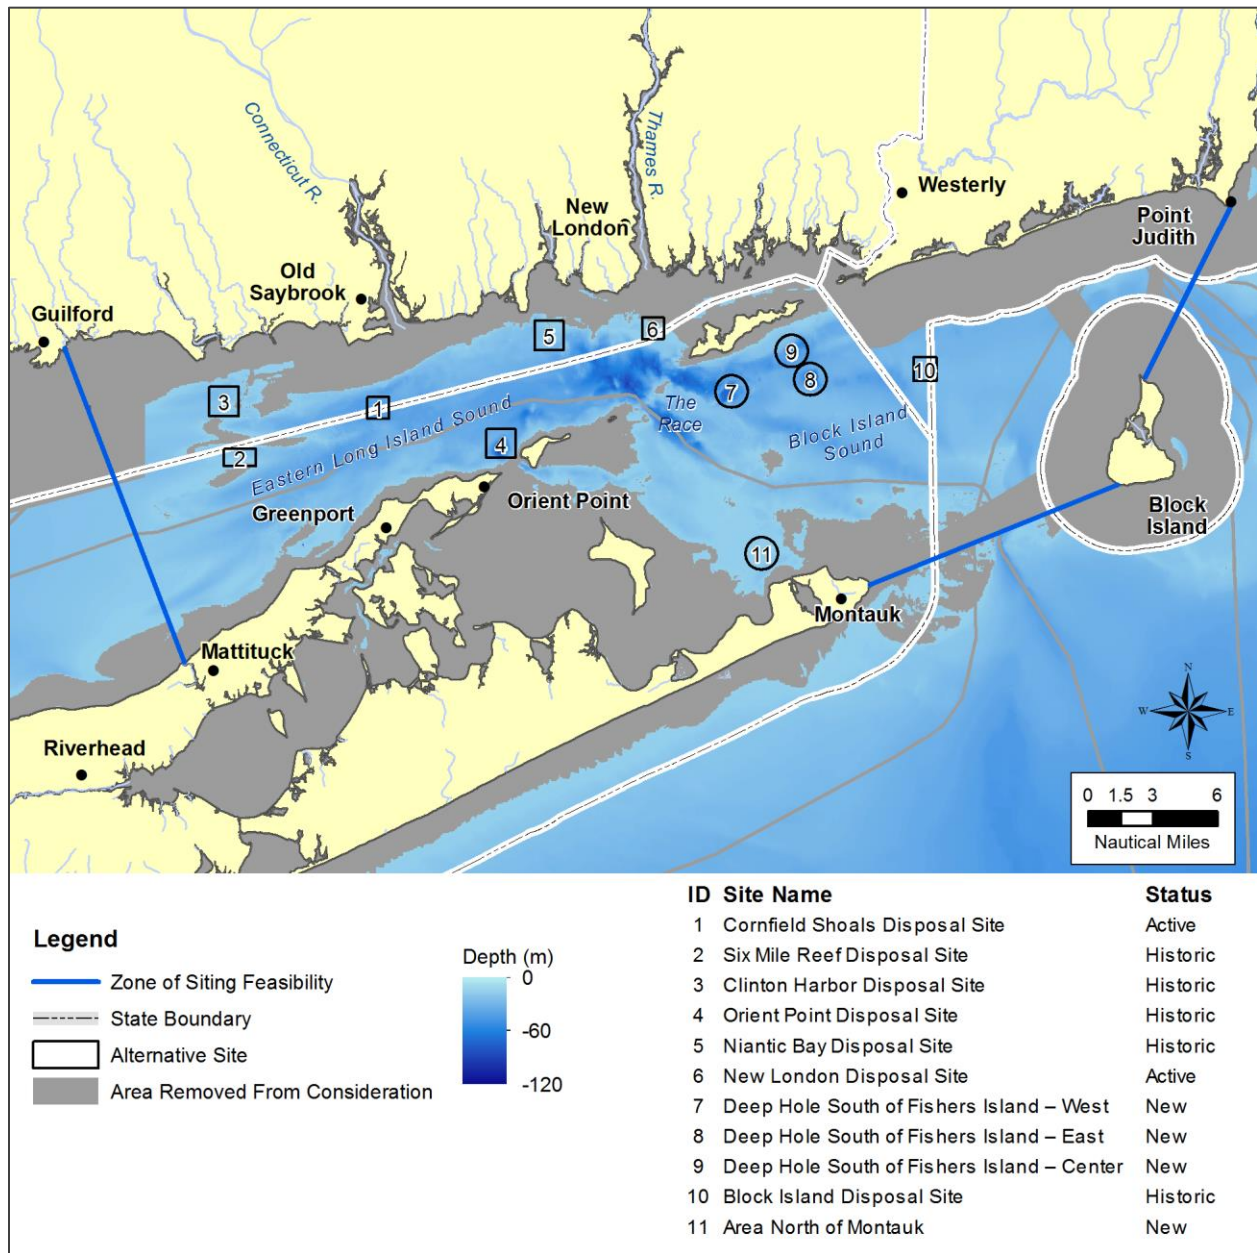 Connecticut R.
Thames R.
Westerly
New
London
Point
Judith
Old
Saybrook
Guilford
5
6
9
10
3
7
8
1
The
Race
2
Eastern Long Island Sound
4
Block Island
Sound
Greenport
Orient Point
Block
Island
11
Montauk
Mattituck
N
W E
S
Riverhead
0 1.5 3 6
Nautical Miles
Legend
Zone of Siting Feasibility
State Boundary
Alternative Site
Area Removed From Consideration
Depth (m)
0
-60
-120
ID Site Name Status
1 Cornfield Shoals Disposal Site Active
2 Six Mile Reef Disposal Site Historic
3 Clinton Harbor Disposal Site Historic
4 Orient Point Disposal Site Historic
5 Niantic Bay Disposal Site Historic
6 New London Disposal Site Active
7 Deep Hole South of Fishers Island – West New
8 Deep Hole South of Fishers Island – East New
9 Deep Hole South of Fishers Island – Center New
10 Block Island Disposal Site Historic
11 Area North of Montauk New